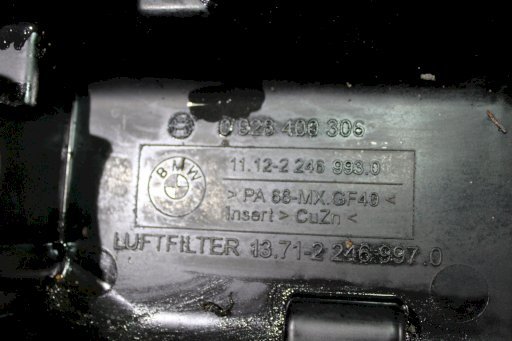 0 928 400 306
BMW
11.12-2 246 993.0
> PA 66-MX.GF40 <
Insert > CuZn <
LUFTFILTER 13.71-2 246.997.0